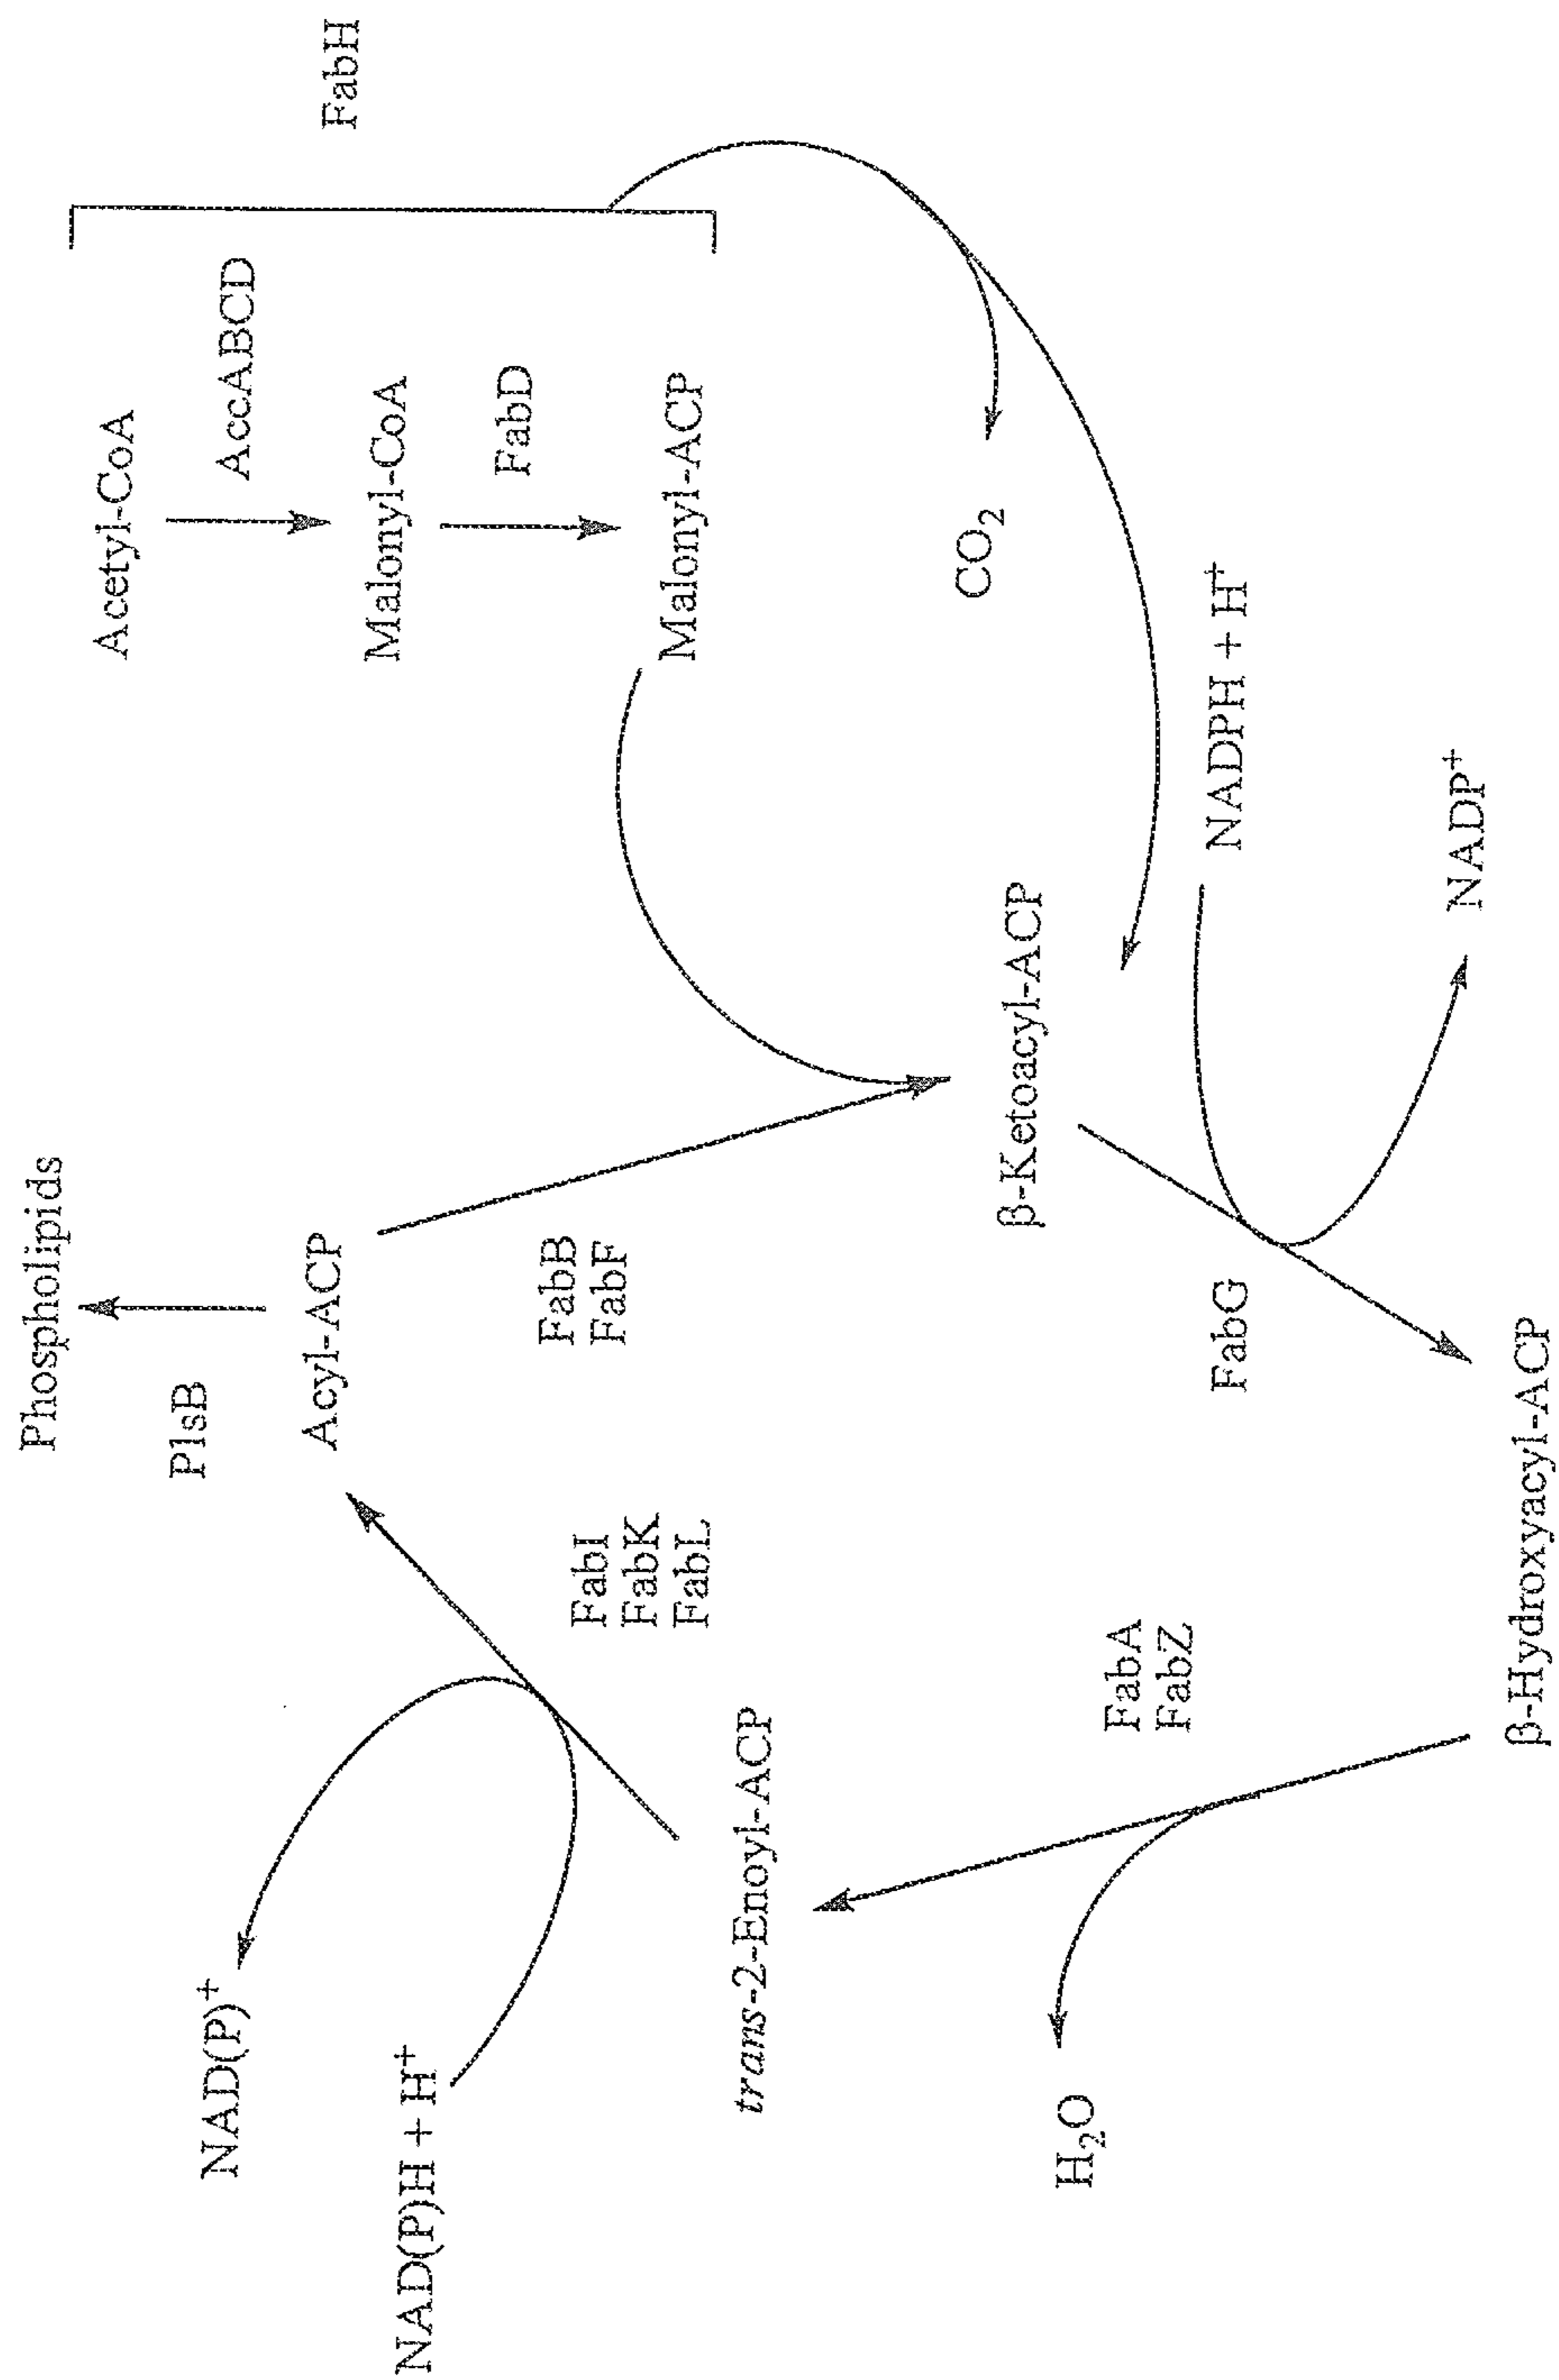 Phospholipids
PlsB
NAD(P)⁺
Acyl-ACP
Acetyl-CoA
AccABCD
FabH
NAD(P)H + H⁺
FabI
FabK
FabL
FabB
FabF
Malonyl-CoA
FabD
Malonyl-ACP
trans-2-Enoyl-ACP
CO₂
H₂O
FabA
FabZ
β-Ketoacyl-ACP
FabG
NADPH + H⁺
NADP⁺
β-Hydroxyacyl-ACP